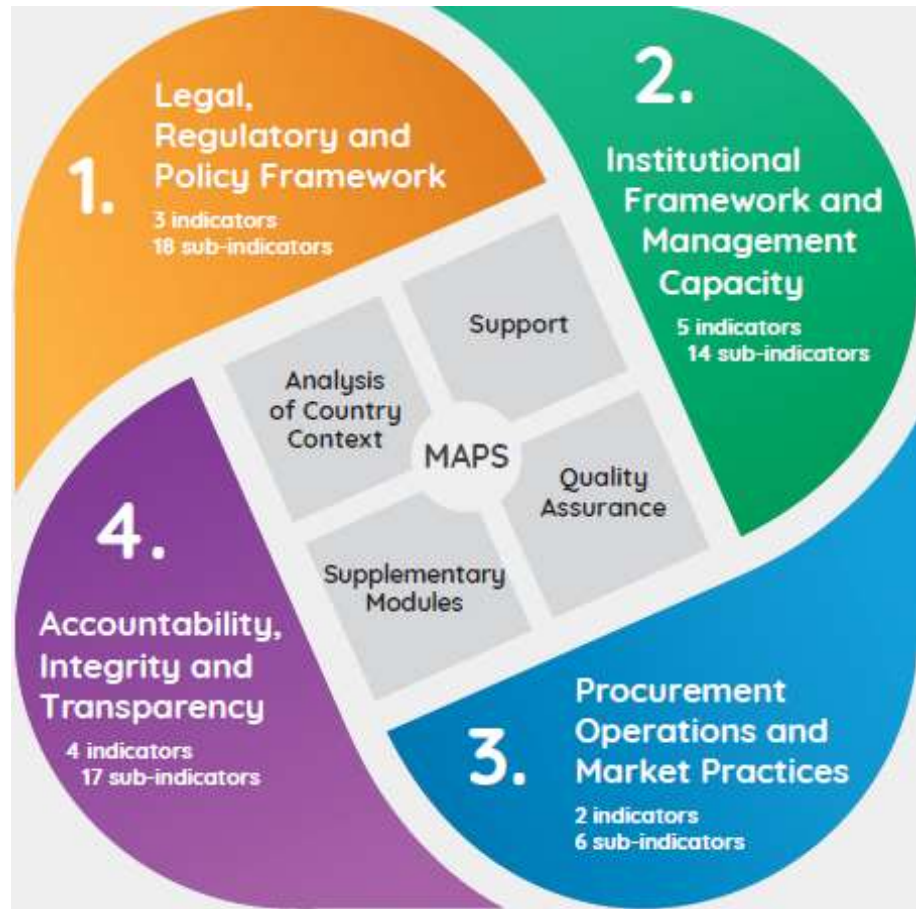 1.
Legal,
Regulatory and
Policy Framework
3 indicators
18 sub-indicators
2.
Institutional
Framework and
Management
Capacity
5 indicators
14 sub-indicators
Support
Analysis
of Country
Context
MAPS
Quality
Assurance
Supplementary
Modules
4.
Accountability,
Integrity and
Transparency
4 indicators
17 sub-indicators
3.
Procurement
Operations and
Market Practices
2 indicators
6 sub-indicators